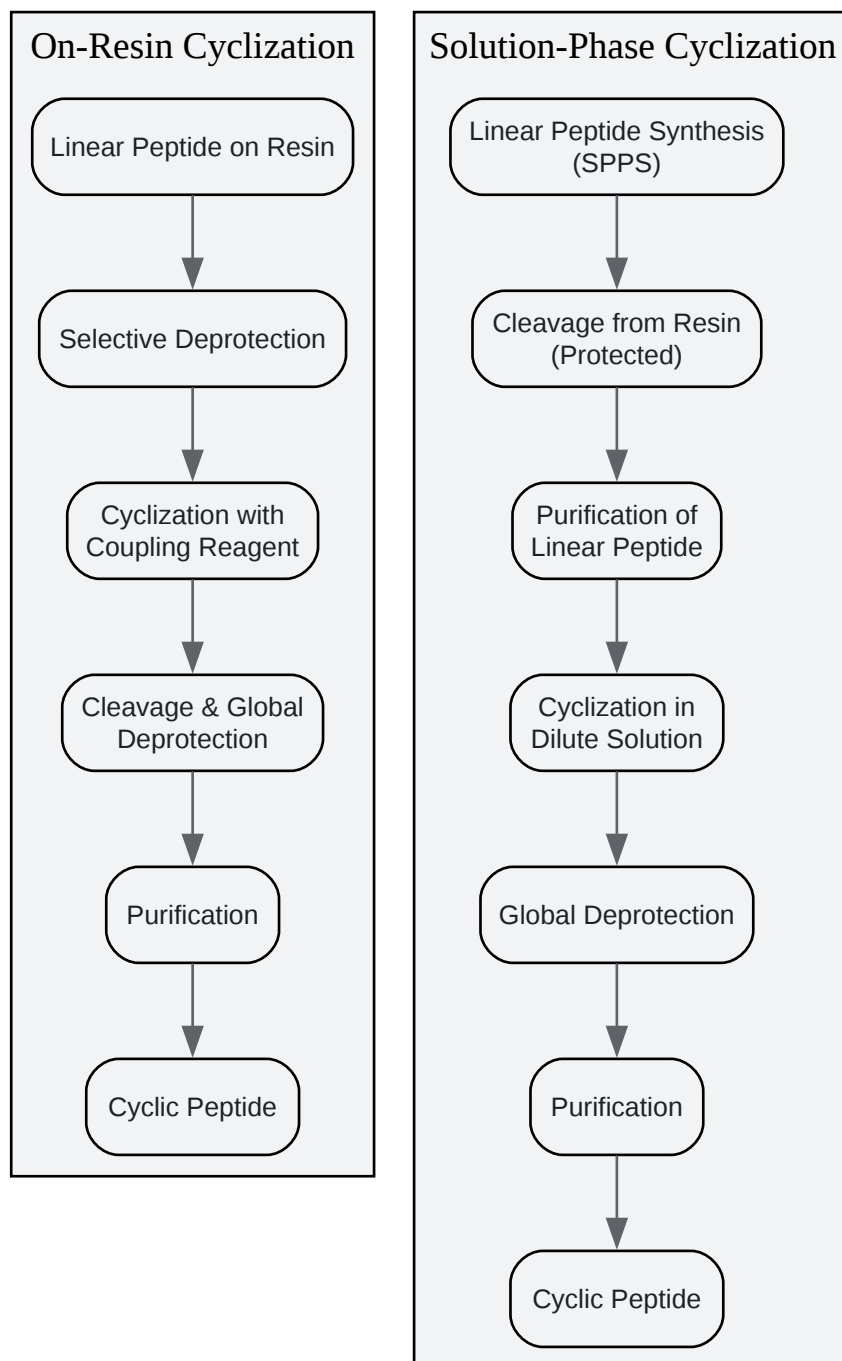 On-Resin Cyclization
Linear Peptide on Resin
Selective Deprotection
Cyclization with
Coupling Reagent
Cleavage & Global
Deprotection
Purification
Cyclic Peptide
Solution-Phase Cyclization
Linear Peptide Synthesis
(SPPS)
Cleavage from Resin
(Protected)
Purification of
Linear Peptide
Cyclization in
Dilute Solution
Global Deprotection
Purification
Cyclic Peptide